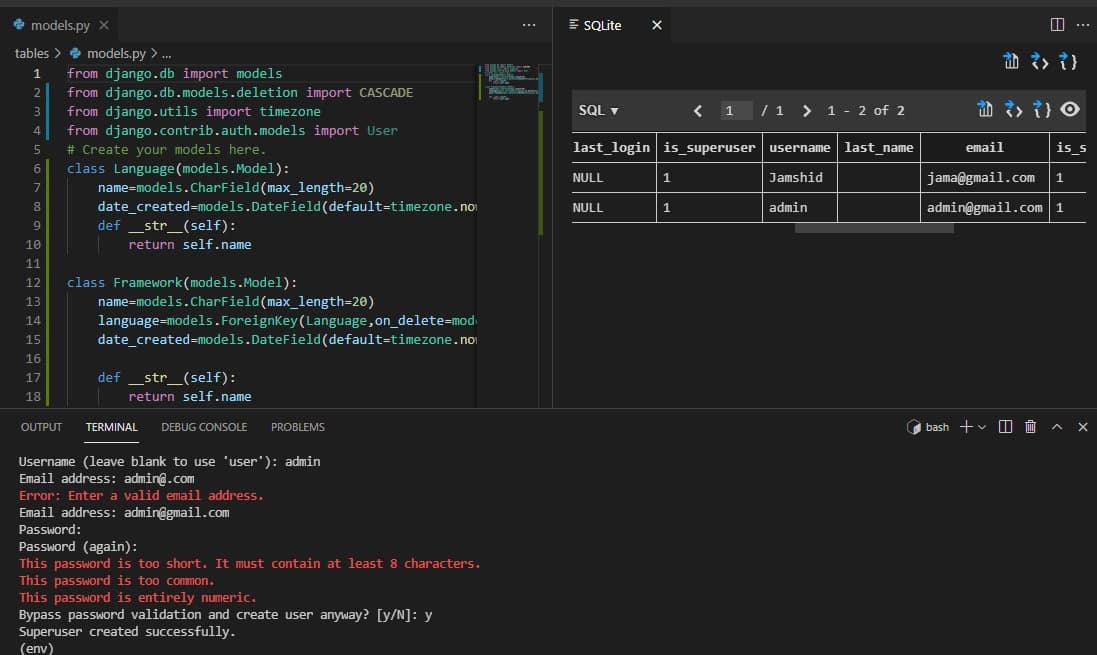 models.py
tables > models.py > ...
1 from django.db import models
2 from django.db.models.deletion import CASCADE
3 from django.utils import timezone
4 from django.contrib.auth.models import User
5 # Create your models here.
6 class Language(models.Model):
7 name=models.CharField(max_length=20)
8 date_created=models.DateField(default=timezone.now
9 def __str__(self):
10 return self.name
11
12 class Framework(models.Model):
13 name=models.CharField(max_length=20)
14 language=models.ForeignKey(Language,on_delete=mod
15 date_created=models.DateField(default=timezone.now
16
17 def __str__(self):
18 return self.name
SQLite
SQL ▼ < 1 / 1 > 1 - 2 of 2
last_login is_superuser username last_name email is_s
NULL 1 Jamshid jama@gmail.com 1
NULL 1 admin admin@gmail.com 1
OUTPUT TERMINAL DEBUG CONSOLE PROBLEMS bash
Username (leave blank to use 'user'): admin
Email address: admin@.com
Error: Enter a valid email address.
Email address: admin@gmail.com
Password:
Password (again):
This password is too short. It must contain at least 8 characters.
This password is too common.
This password is entirely numeric.
Bypass password validation and create user anyway? [y/N]: y
Superuser created successfully.
(env)